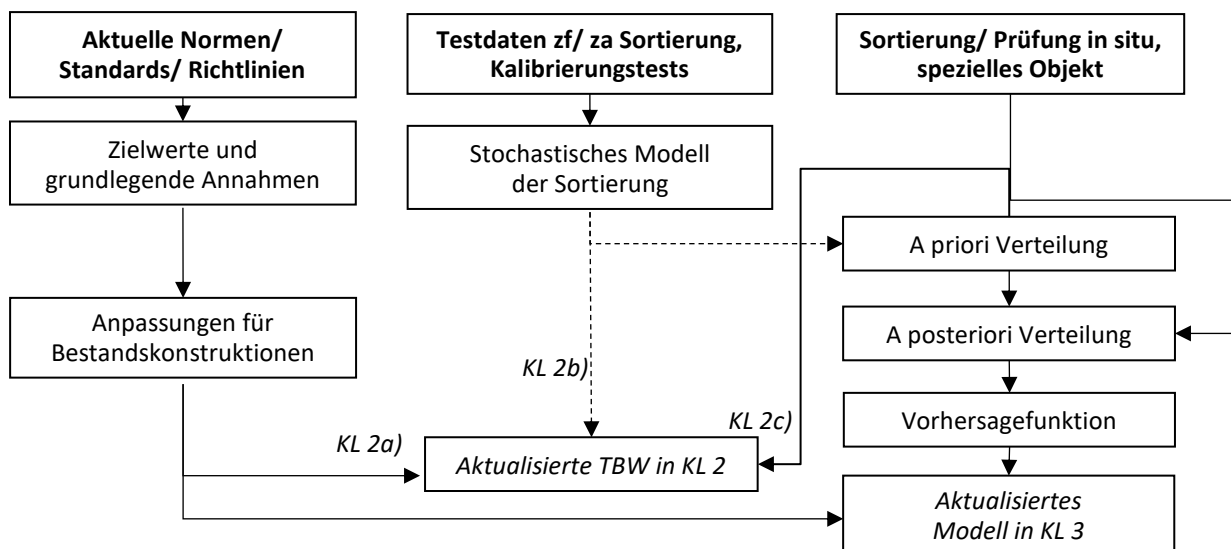 Aktuelle Normen/
Standards/ Richtlinien
Testdaten zf/ za Sortierung,
Kalibrierungstests
Sortierung/ Prüfung in situ,
spezielles Objekt
Zielwerte und
grundlegende Annahmen
Stochastisches Modell
der Sortierung
A priori Verteilung
Anpassungen für
Bestandskonstruktionen
A posteriori Verteilung
KL 2b)
Vorhersagefunktion
KL 2c)
KL 2a)
Aktualisierte TBW in KL 2
Aktualisiertes
Modell in KL 3